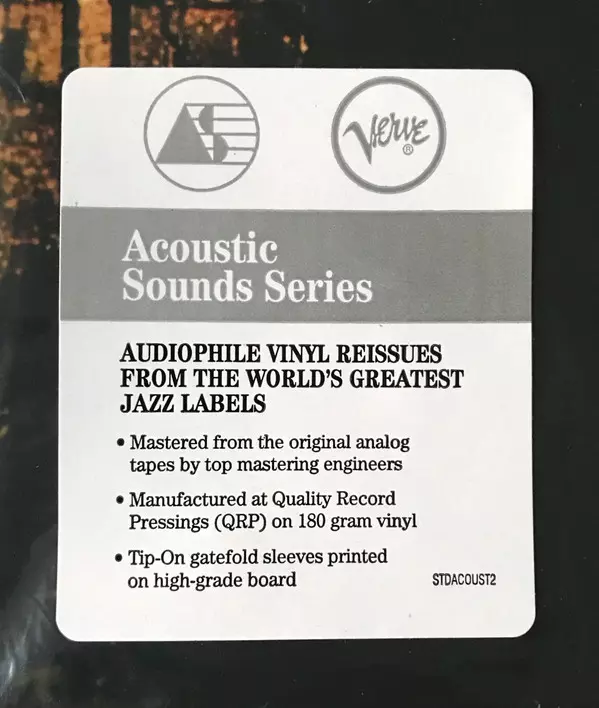 AS
Verve®
Acoustic
Sounds Series
AUDIOPHILE VINYL REISSUES
FROM THE WORLD'S GREATEST
JAZZ LABELS
• Mastered from the original analog
tapes by top mastering engineers
• Manufactured at Quality Record
Pressings (QRP) on 180 gram vinyl
• Tip-On gatefold sleeves printed
on high-grade board
STDACOUST2